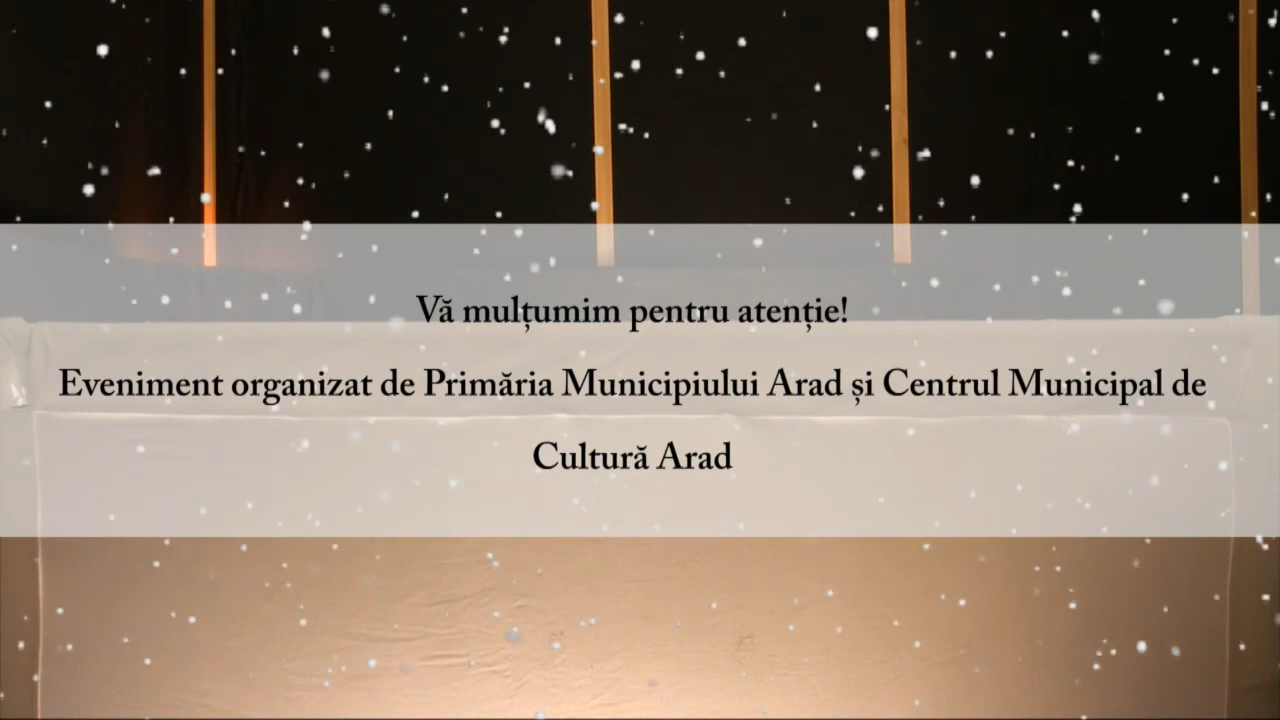 Vă mulțumim pentru atenție!
Eveniment organizat de Primăria Municipiului Arad și Centrul Municipal de
Cultură Arad